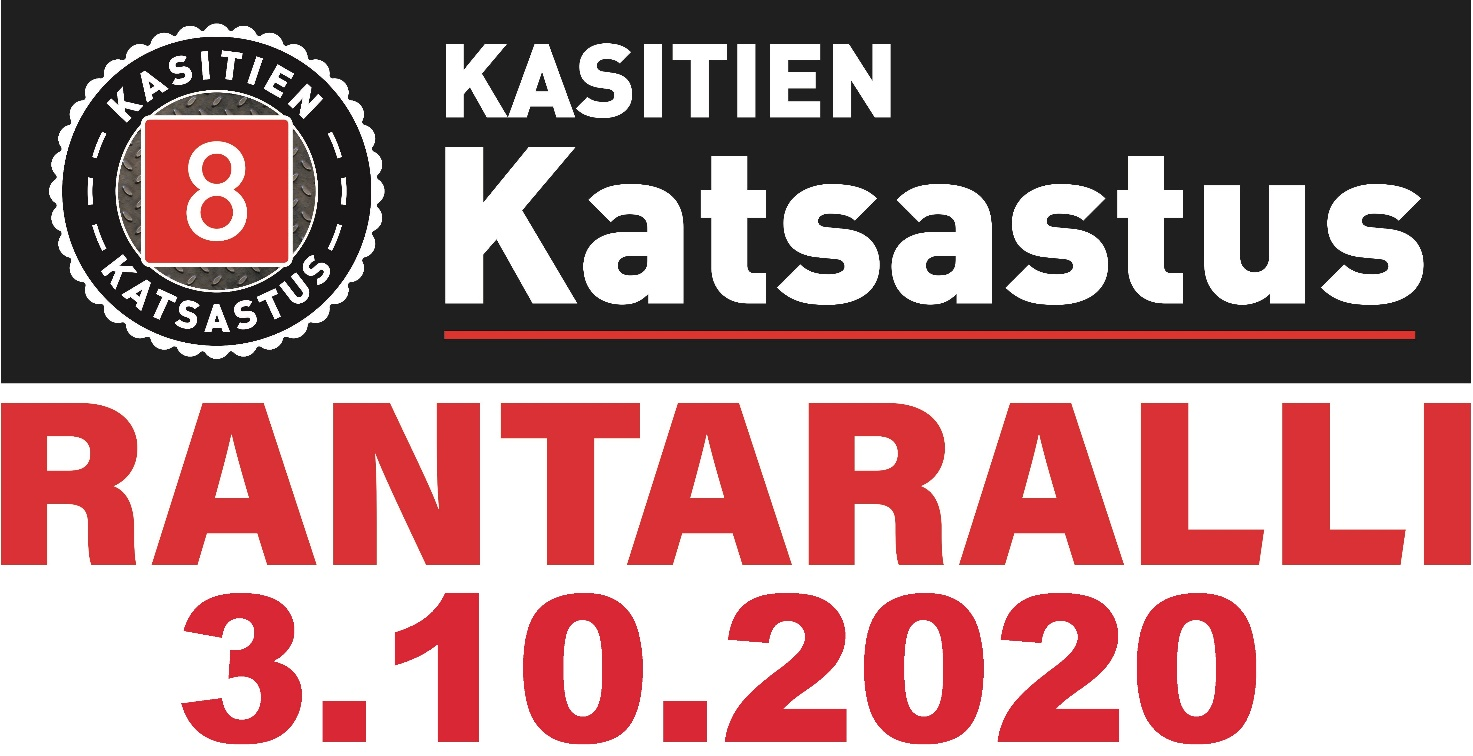 KASITIEN
8
KATSASTUS
KASITIEN
Katsastus
RANTARALLI
3.10.2020